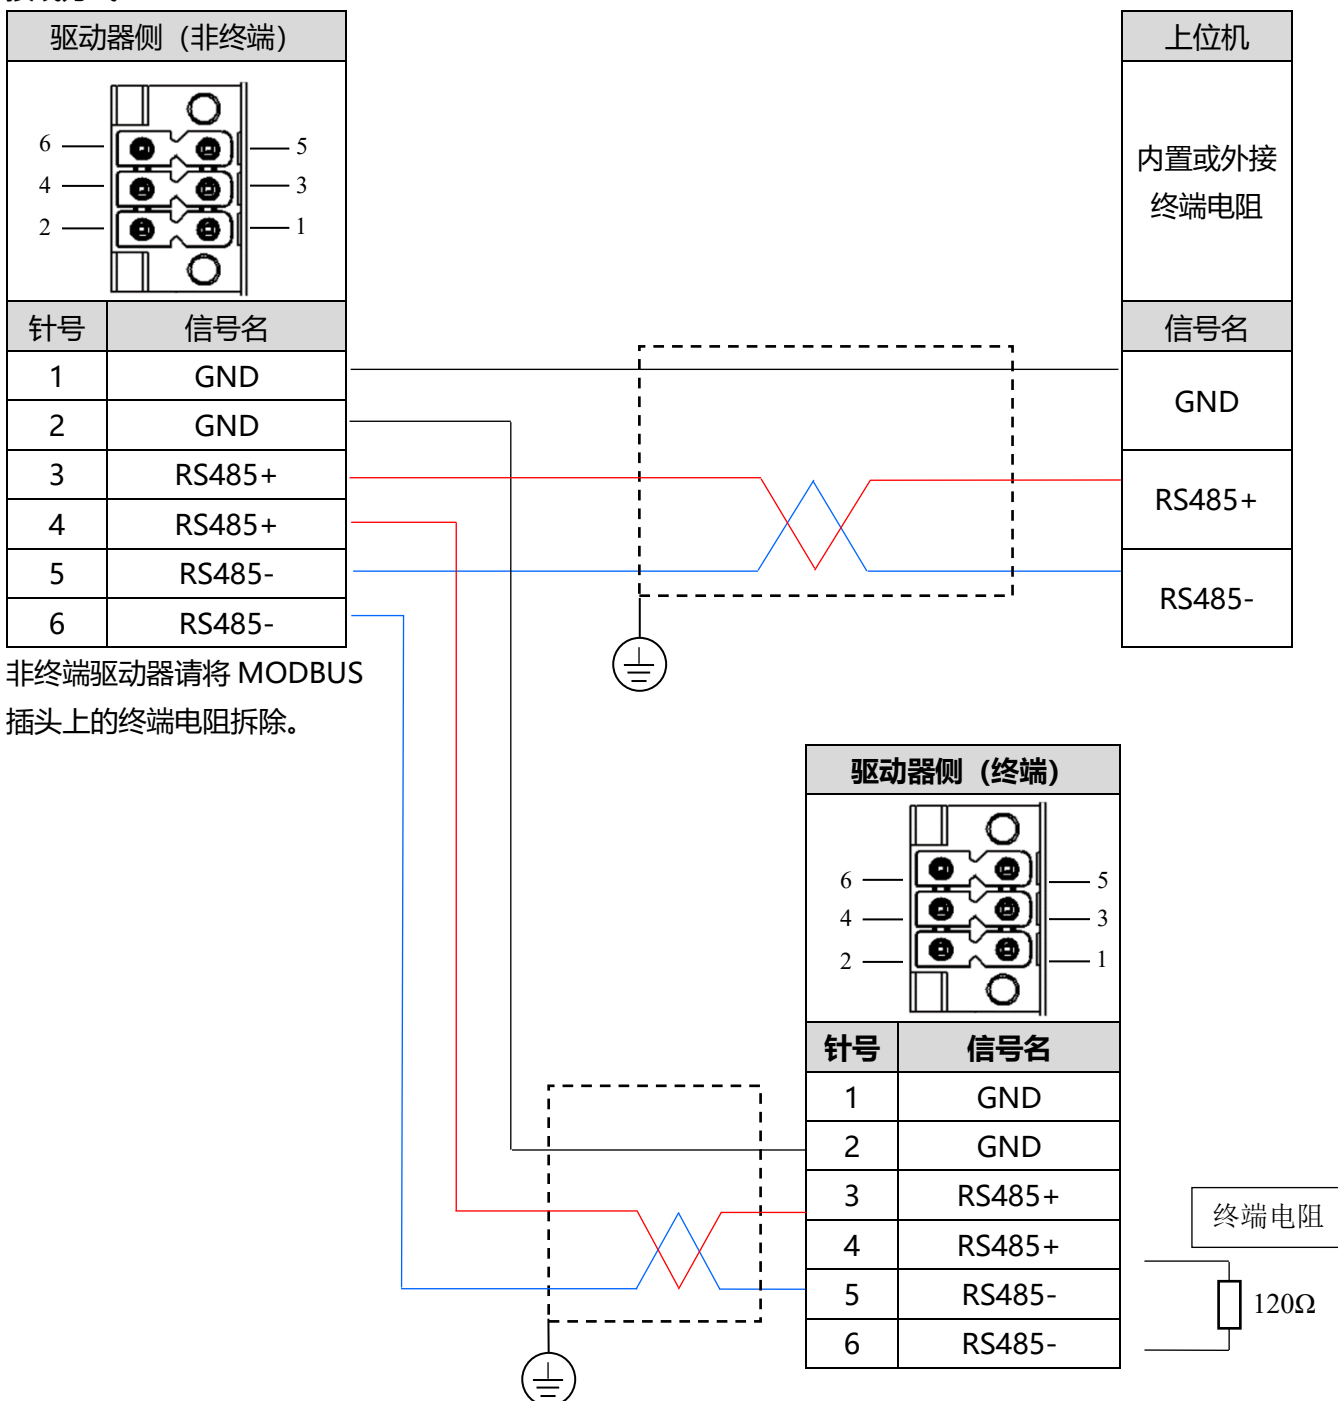 驱动器侧（非终端）
上位机
6
5
4
3
2
1
内置或外接
终端电阻
针号 信号名
信号名
1 GND
2 GND
GND
3 RS485+
4 RS485+
RS485+
5 RS485-
6 RS485-
RS485-
非终端驱动器请将 MODBUS
插头上的终端电阻拆除。
驱动器侧（终端）
6
5
4
3
2
1
针号 信号名
1 GND
2 GND
3 RS485+
4 RS485+
5 RS485-
6 RS485-
终端电阻
120Ω